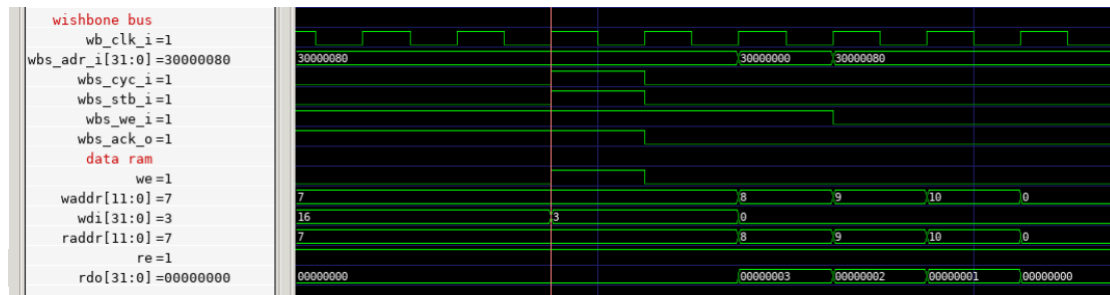 wishbone bus
wb_clk_i=1
wbs_adr_i[31:0]=30000080 30000080 30000000 30000080
wbs_cyc_i=1
wbs_stb_i=1
wbs_we_i=1
wbs_ack_o=1
data ram
we=1
waddr[11:0]=7 7 8 9 10 0
wdi[31:0]=3 16 3 0
raddr[11:0]=7 7 8 9 10 0
re=1
rdo[31:0]=00000000 00000000 00000003 00000002 00000001 00000000